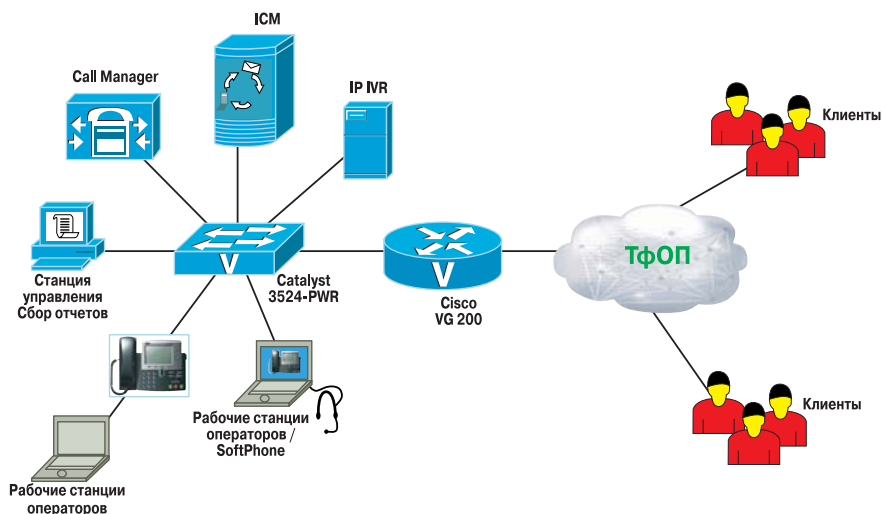 ICM
Call Manager
IP IVR
Клиенты
ТфОП
Станция
управления
Сбор отчетов
V
Catalyst
3524-PWR
V
Cisco
VG 200
Рабочие станции
операторов /
SoftPhone
Клиенты
Рабочие станции
операторов